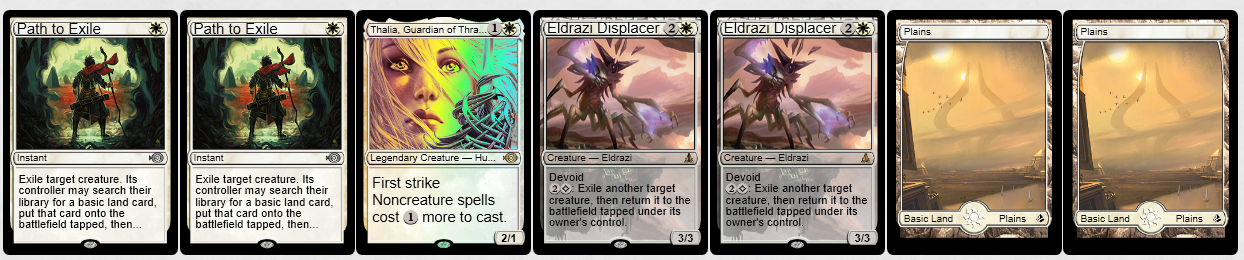 Path to Exile
Instant
Exile target creature. Its
controller may search their
library for a basic land card,
put that card onto the
battlefield tapped, then...
Path to Exile
Instant
Exile target creature. Its
controller may search their
library for a basic land card,
put that card onto the
battlefield tapped, then...
Thalia, Guardian of Thra... 1
Legendary Creature — Hu...
First strike
Noncreature spells
cost 1 more to cast.
2/1
Eldrazi Displacer 2
Creature — Eldrazi
Devoid
2 : Exile another target
creature, then return it to the
battlefield tapped under its
owner's control.
3/3
Eldrazi Displacer 2
Creature — Eldrazi
Devoid
2 : Exile another target
creature, then return it to the
battlefield tapped under its
owner's control.
3/3
Plains
Basic Land Plains
Plains
Basic Land Plains